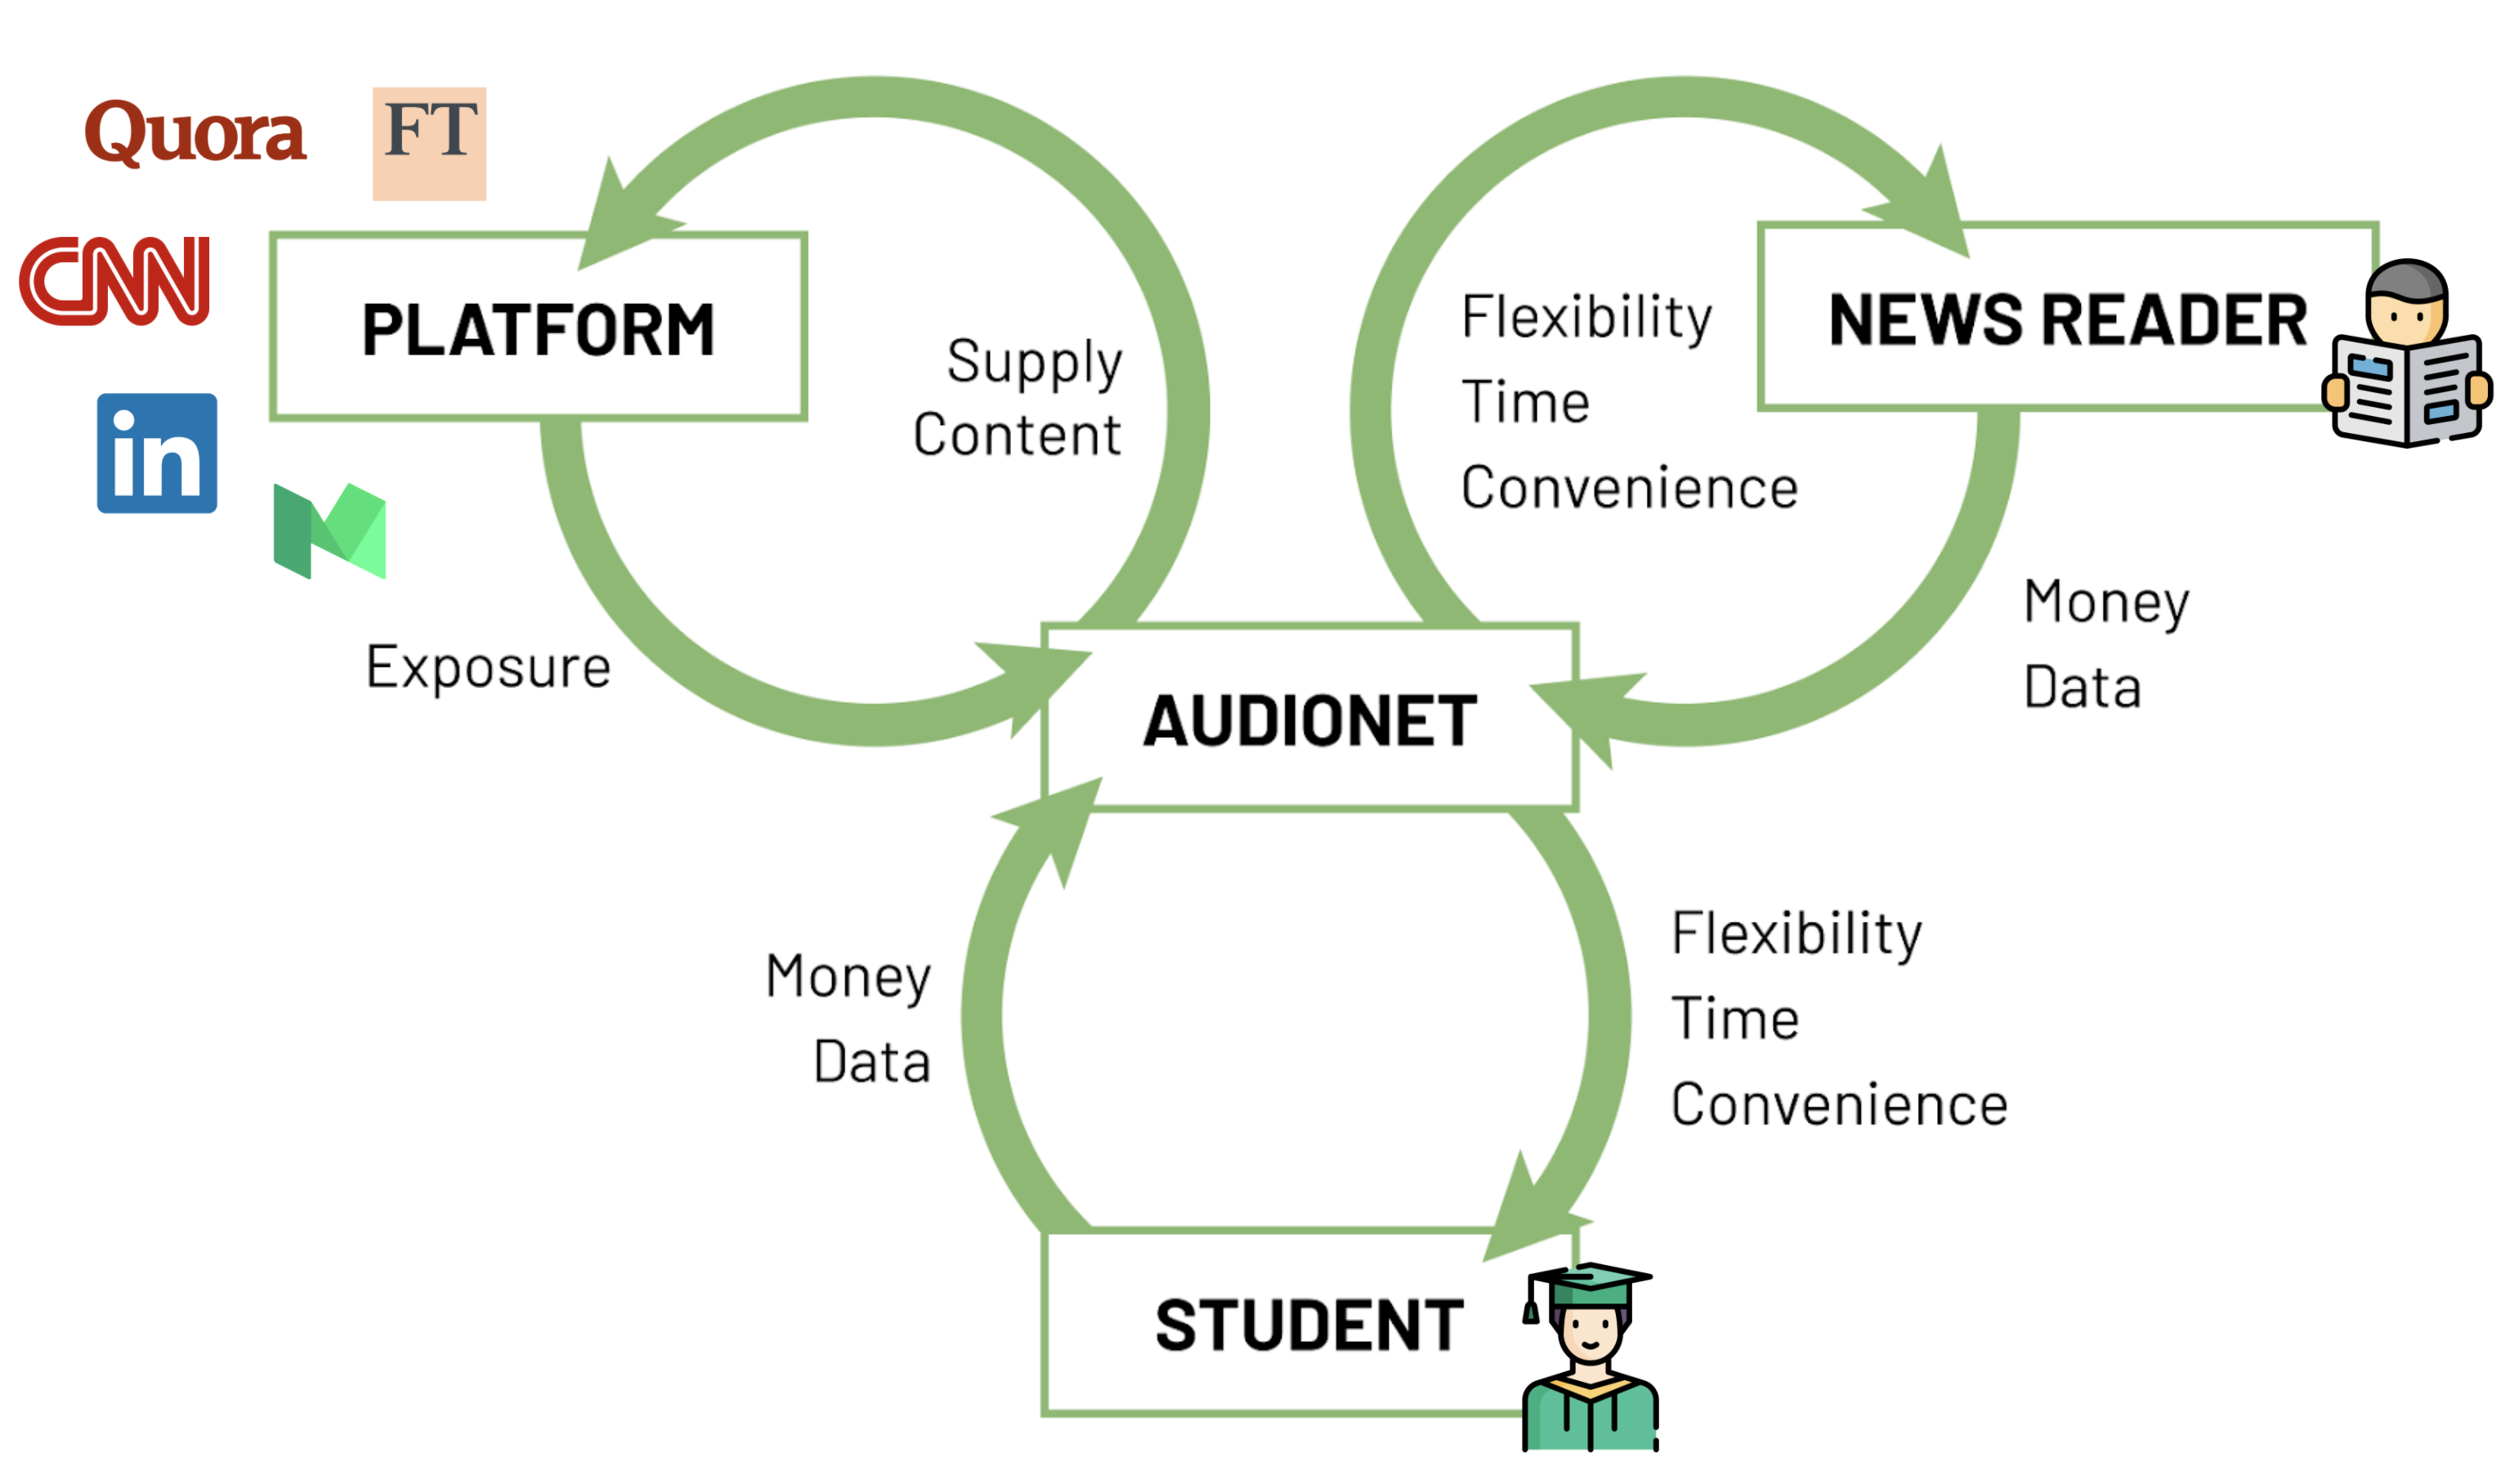 Quora
FT
CNN
in
PLATFORM
NEWS READER
Supply
Content
Flexibility
Time
Convenience
Exposure
Money
Data
AUDIONET
Money
Data
Flexibility
Time
Convenience
STUDENT